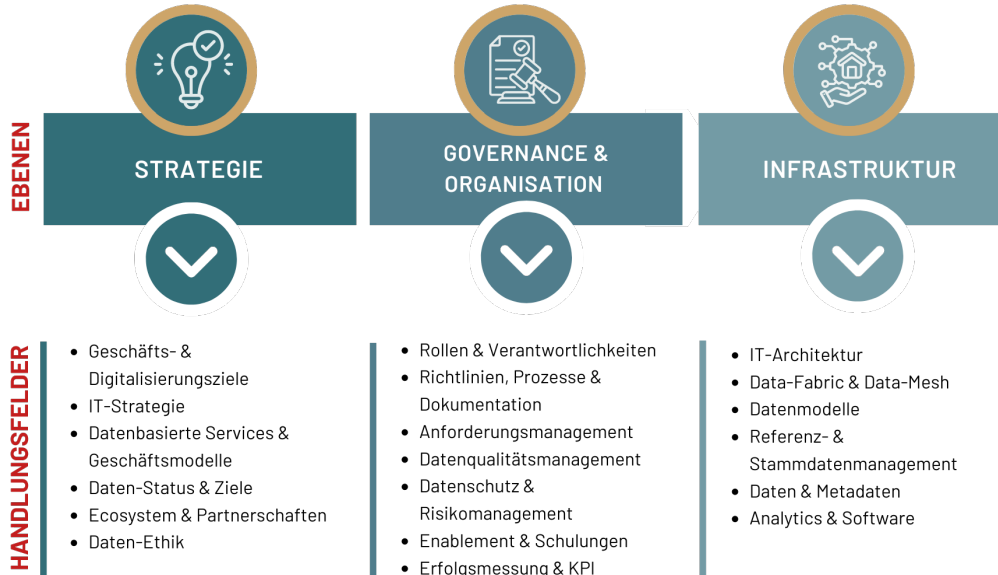 EBENEN
STRATEGIE
GOVERNANCE &
ORGANISATION
INFRASTRUKTUR
HANDLUNGSFELDER
Geschäfts- &
Digitalisierungsziele
IT-Strategie
Datenbasierte Services &
Geschäftsmodelle
Daten-Status & Ziele
Ecosystem & Partnerschaften
Daten-Ethik
Rollen & Verantwortlichkeiten
Richtlinien, Prozesse &
Dokumentation
Anforderungsmanagement
Datenqualitätsmanagement
Datenschutz &
Risikomanagement
Enablement & Schulungen
Erfolgsmessung & KPI
IT-Architektur
Data-Fabric & Data-Mesh
Datenmodelle
Referenz- &
Stammdatenmanagement
Daten & Metadaten
Analytics & Software